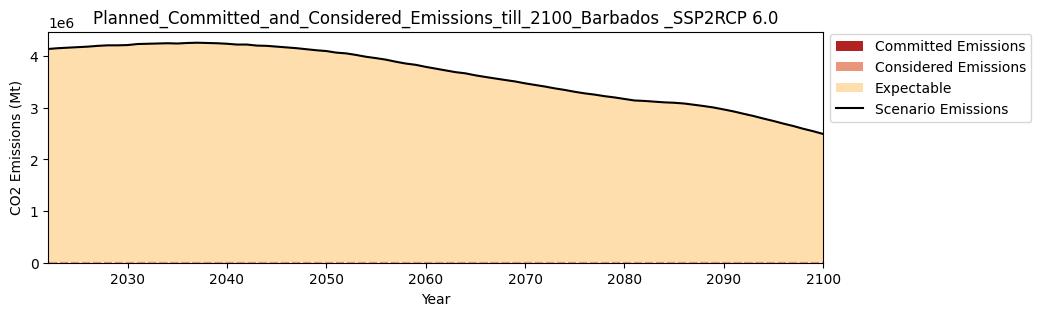 Planned_Committed_and_Considered_Emissions_till_2100_Barbados _SSP2RCP 6.0
1e6
CO2 Emissions (Mt)
4
3
2
1
0
2030 2040 2050 2060 2070 2080 2090 2100
Year
Committed Emissions
Considered Emissions
Expectable
Scenario Emissions